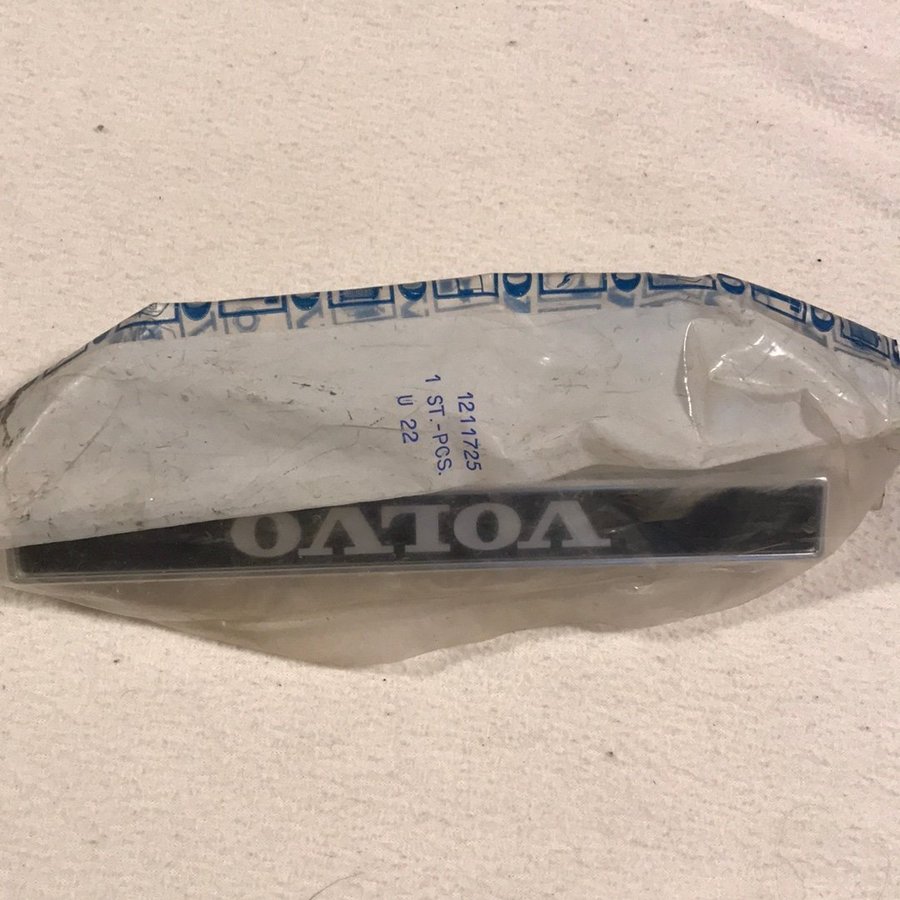 1211725
1 ST.-PCS.
U 22
VOLVO